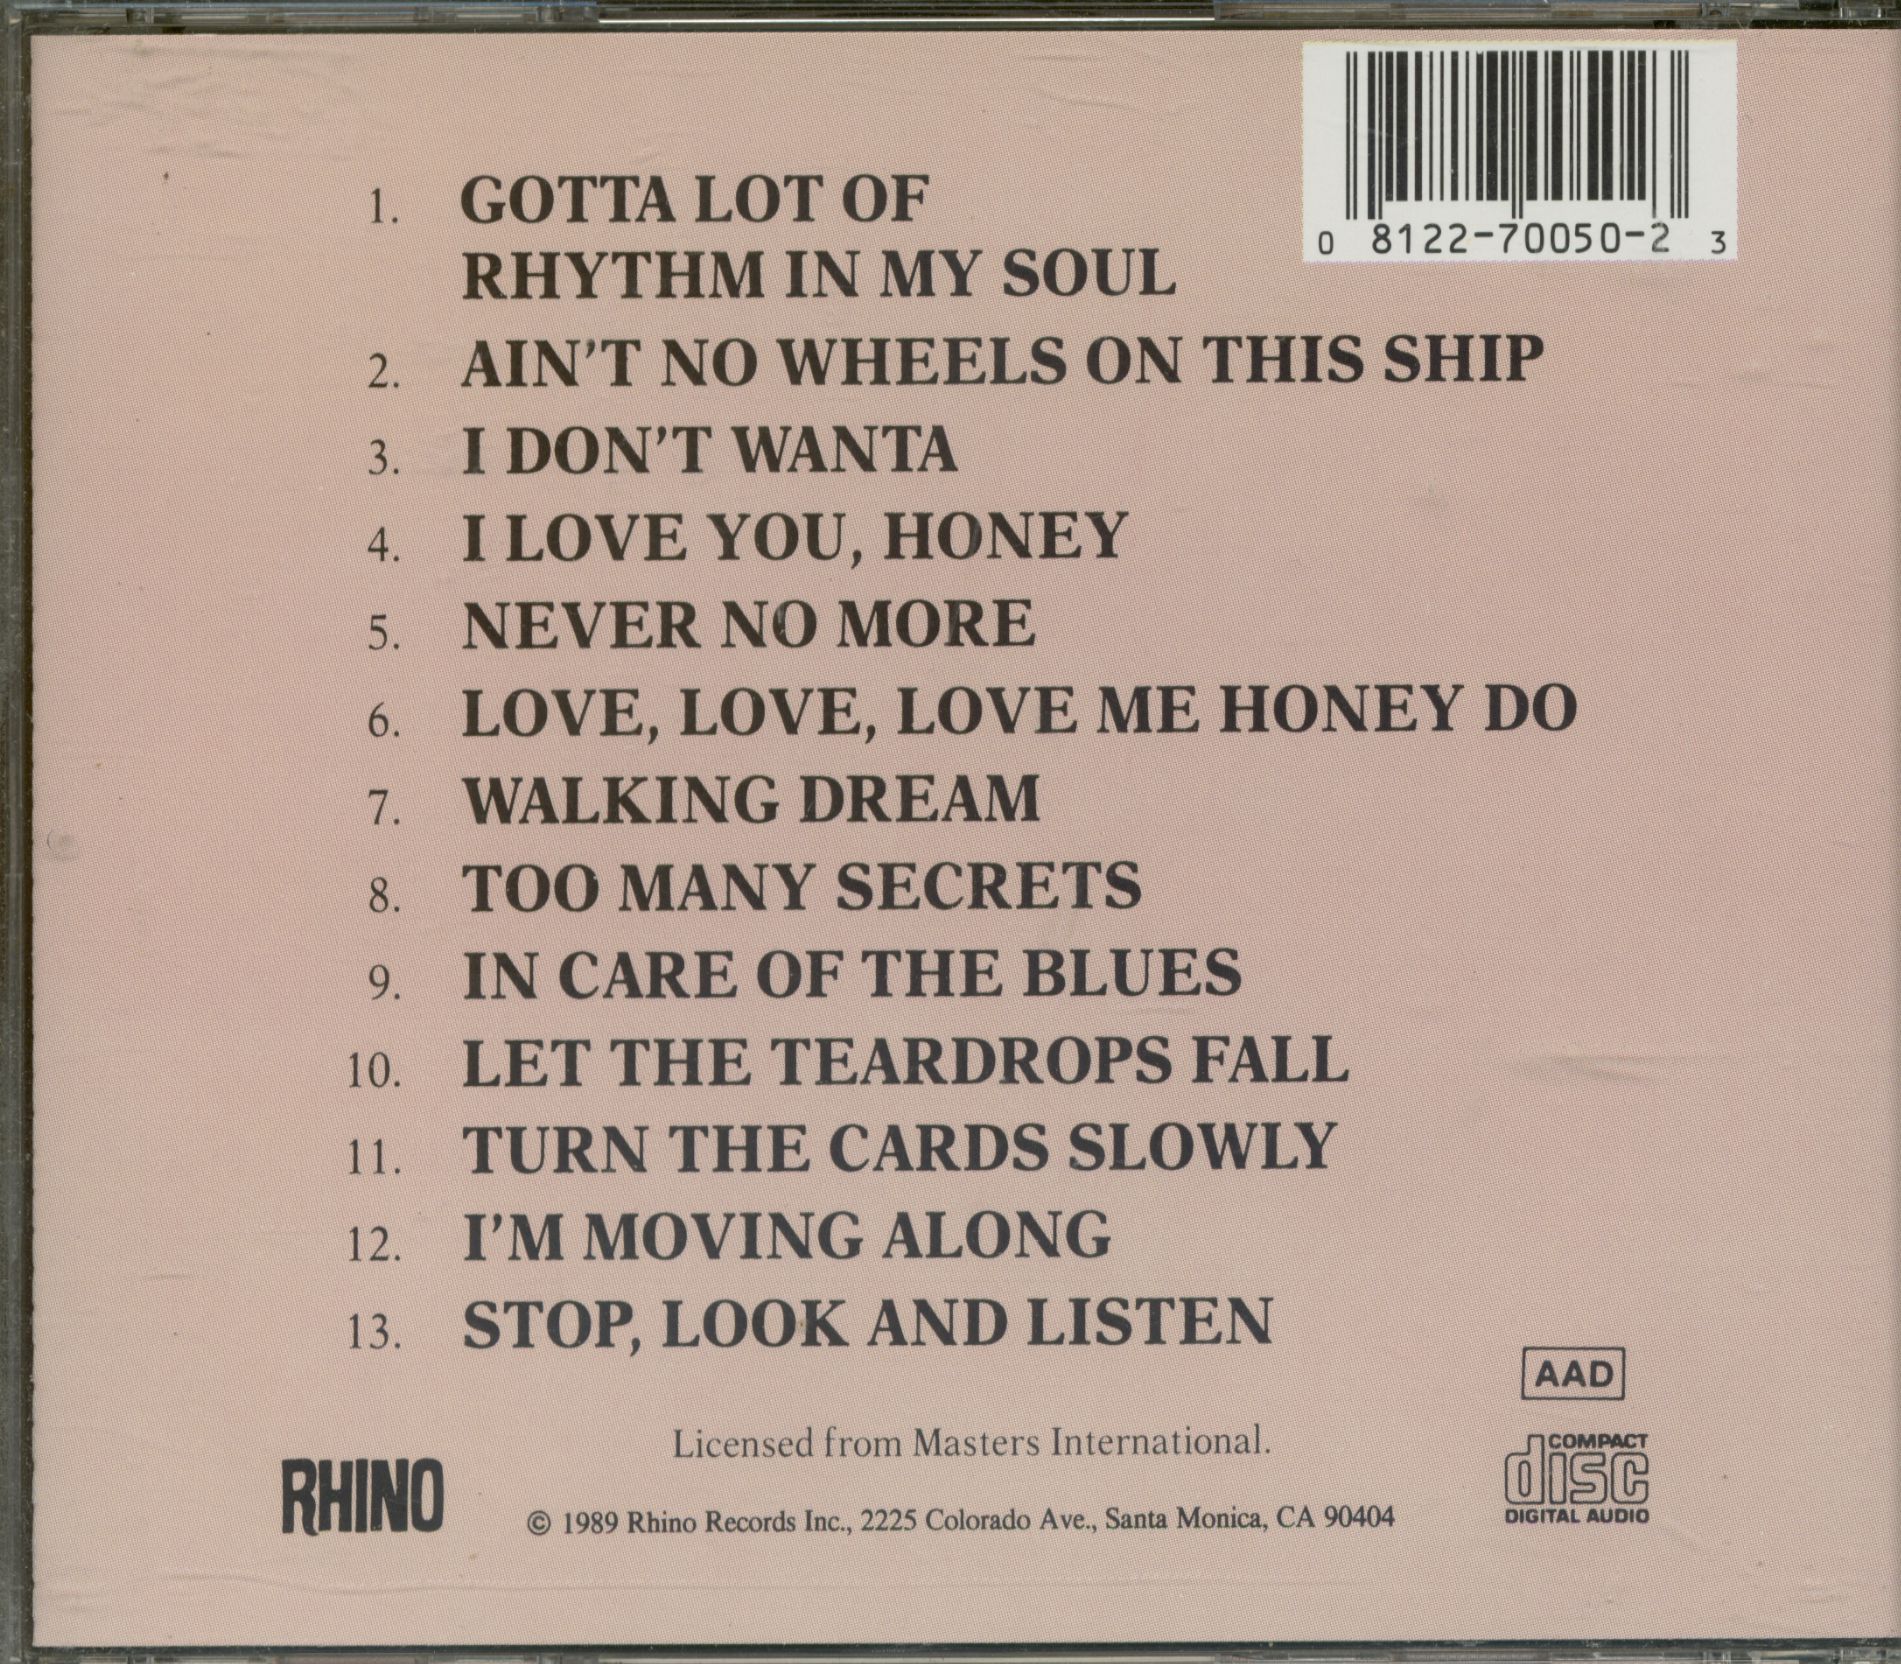 0 8122-70050-2 3
1. GOTTA LOT OF
RHYTHM IN MY SOUL
2. AIN'T NO WHEELS ON THIS SHIP
3. I DON'T WANTA
4. I LOVE YOU, HONEY
5. NEVER NO MORE
6. LOVE, LOVE, LOVE ME HONEY DO
7. WALKING DREAM
8. TOO MANY SECRETS
9. IN CARE OF THE BLUES
10. LET THE TEARDROPS FALL
11. TURN THE CARDS SLOWLY
12. I'M MOVING ALONG
13. STOP, LOOK AND LISTEN
AAD
Licensed from Masters International.
RHINO
© 1989 Rhino Records Inc., 2225 Colorado Ave., Santa Monica, CA 90404
COMPACT
disc
DIGITAL AUDIO